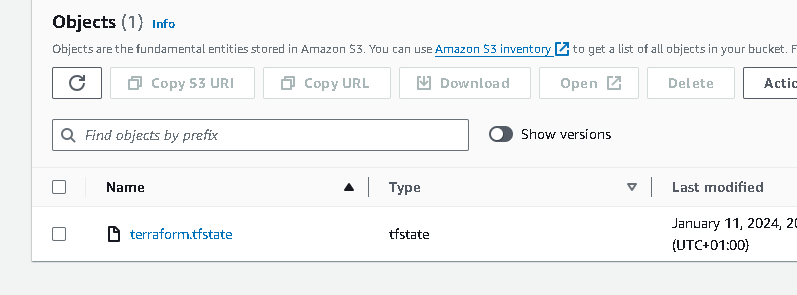 Objects (1) Info
Objects are the fundamental entities stored in Amazon S3. You can use Amazon S3 inventory to get a list of all objects in your bucket. F
Copy S3 URI Copy URL Download Open Delete Actio
Find objects by prefix Show versions
Name Type Last modified
terraform.tfstate tfstate January 11, 2024, 20
(UTC+01:00)